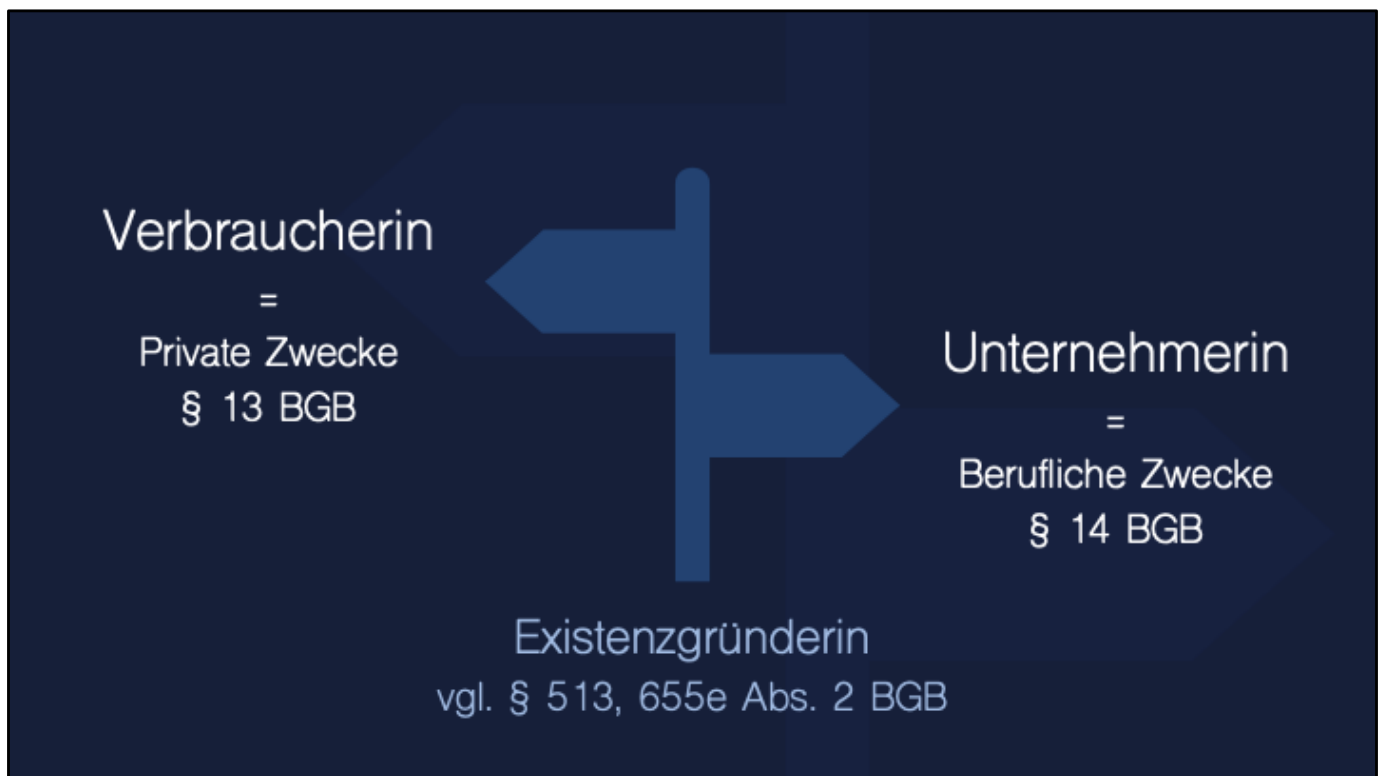 Verbraucherin
=
Private Zwecke
§ 13 BGB
Unternehmerin
=
Berufliche Zwecke
§ 14 BGB
Existenzgründerin
vgl. § 513, 655e Abs. 2 BGB